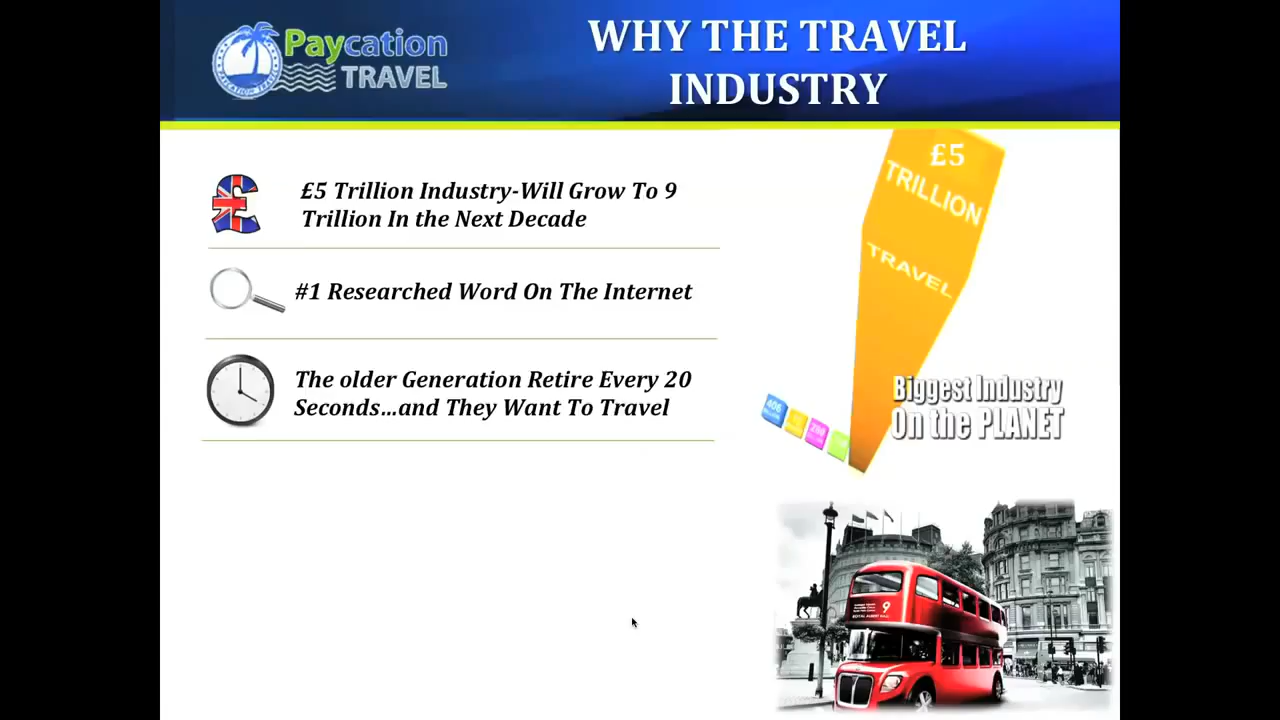 Paycation
TRAVEL
WHY THE TRAVEL
INDUSTRY
£5 Trillion Industry-Will Grow To 9
Trillion In the Next Decade
#1 Researched Word On The Internet
The older Generation Retire Every 20
Seconds...and They Want To Travel
£5
TRILLION
TRAVEL
Biggest Industry
On the PLANET
9